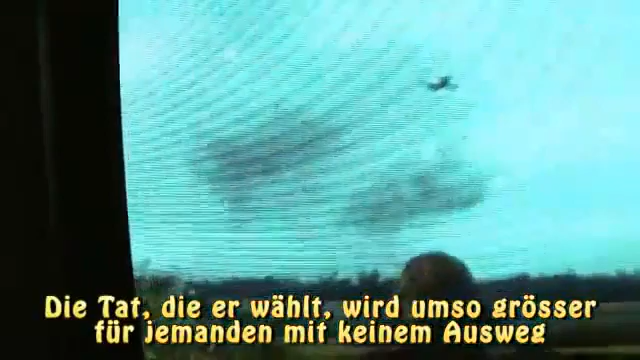 Die Tat, die er wählt, wird umso grösser
für jemanden mit keinem Ausweg